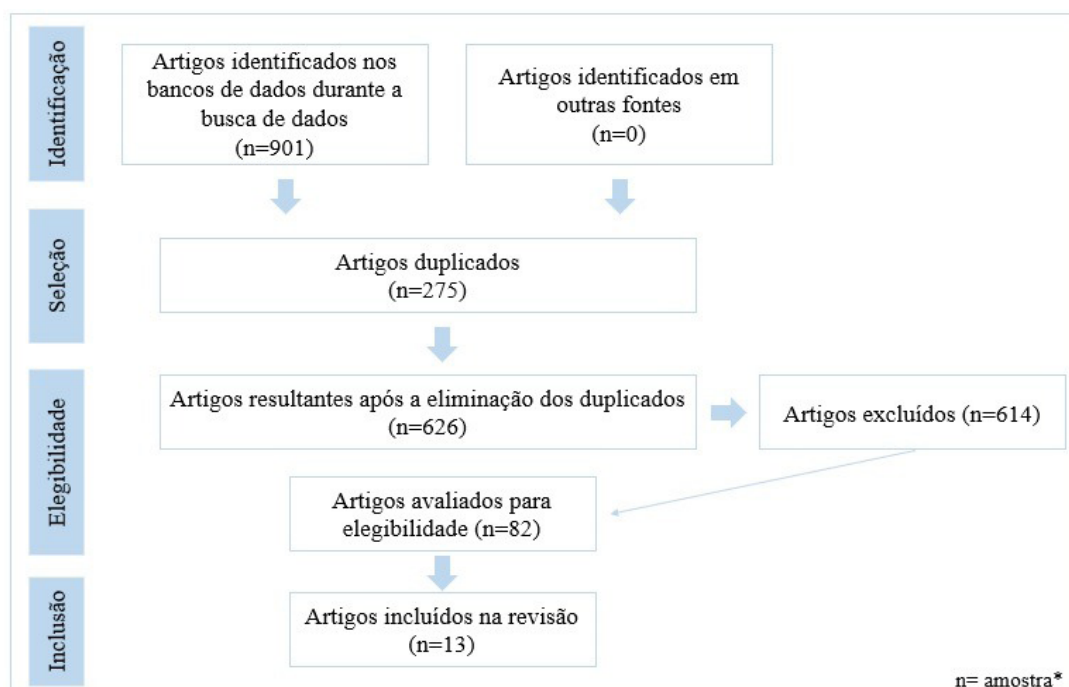 Identificação
Artigos identificados nos
bancos de dados durante a
busca de dados
(n=901)
Artigos identificados em
outras fontes
(n=0)
Seleção
Artigos duplicados
(n=275)
Elegibilidade
Artigos resultantes após a eliminação dos duplicados
(n=626)
Artigos excluídos (n=614)
Artigos avaliados para
elegibilidade (n=82)
Inclusão
Artigos incluídos na revisão
(n=13)
n= amostra*